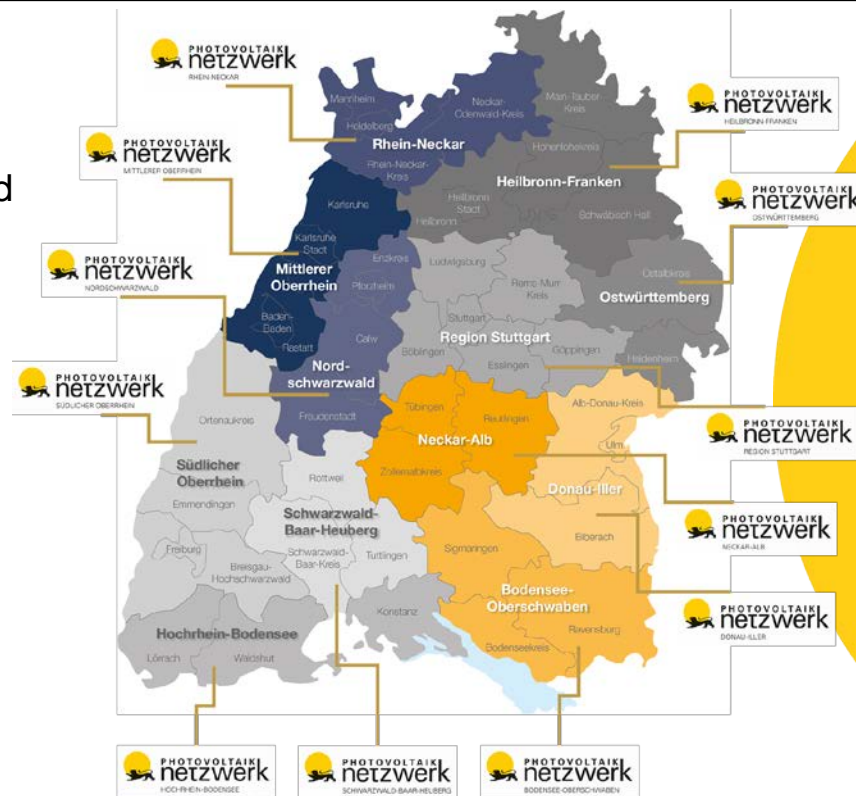 PHOTOVOLTAIK
netzwerk
RHEIN-NECKAR
PHOTOVOLTAIK
netzwerk
MITTLERER OBERRHEIN
d
PHOTOVOLTAIK
netzwerk
NORDSCHWARZWALD
PHOTOVOLTAIK
netzwerk
SÜDLICHER OBERRHEIN
PHOTOVOLTAIK
netzwerk
HEILBRONN-FRANKEN
PHOTOVOLTAIK
netzwerk
OSTWÜRTTEMBERG
PHOTOVOLTAIK
netzwerk
REGION STUTTGART
PHOTOVOLTAIK
netzwerk
NECKAR-ALB
PHOTOVOLTAIK
netzwerk
DONAU-ILLER
Mannheim
Heidelberg
Neckar-
Odenwald-Kreis
Rhein-Neckar
Rhein-Neckar-
Kreis
Main-Tauber-
Kreis
Hohenlohekreis
Heilbronn-Franken
Heilbronn
Stadt
Heilbronn
Schwäbisch Hall
Karlsruhe
Karlsruhe
Stadt
Mittlerer
Oberrhein
Baden-
Baden
Rastatt
Enzkreis
Pforzheim
Calw
Nord-
schwarzwald
Freudenstadt
Ludwigsburg
Rems-Murr
Kreis
Stuttgart
Region Stuttgart
Böblingen
Esslingen
Göppingen
Ostalbkreis
Ostwürttemberg
Heidenheim
Tübingen
Reutlingen
Neckar-Alb
Zollernalbkreis
Alb-Donau-Kreis
Ulm
Donau-Iller
Biberach
Ortenaukreis
Südlicher
Oberrhein
Emmendingen
Freiburg
Breisgau-
Hochschwarzwald
Rottweil
Schwarzwald-
Baar-Heuberg
Schwarzwald-
Baar-Kreis
Tuttlingen
Sigmaringen
Bodensee-
Oberschwaben
Ravensburg
Bodenseekreis
Konstanz
Hochrhein-Bodensee
Lörrach
Waldshut
PHOTOVOLTAIK
netzwerk
HOCHRHEIN-BODENSEE
PHOTOVOLTAIK
netzwerk
SCHWARZWALD-BAAR-HEUBERG
PHOTOVOLTAIK
netzwerk
BODENSEE-OBERSCHWABEN